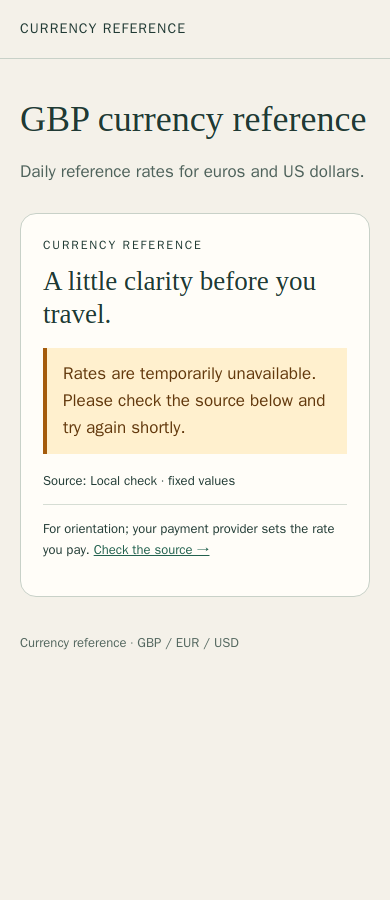 CURRENCY REFERENCE
GBP currency reference
Daily reference rates for euros and US dollars.
CURRENCY REFERENCE
A little clarity before you
travel.
Rates are temporarily unavailable.
Please check the source below and
try again shortly.
Source: Local check · fixed values
For orientation; your payment provider sets the rate
you pay. Check the source →
Currency reference · GBP / EUR / USD